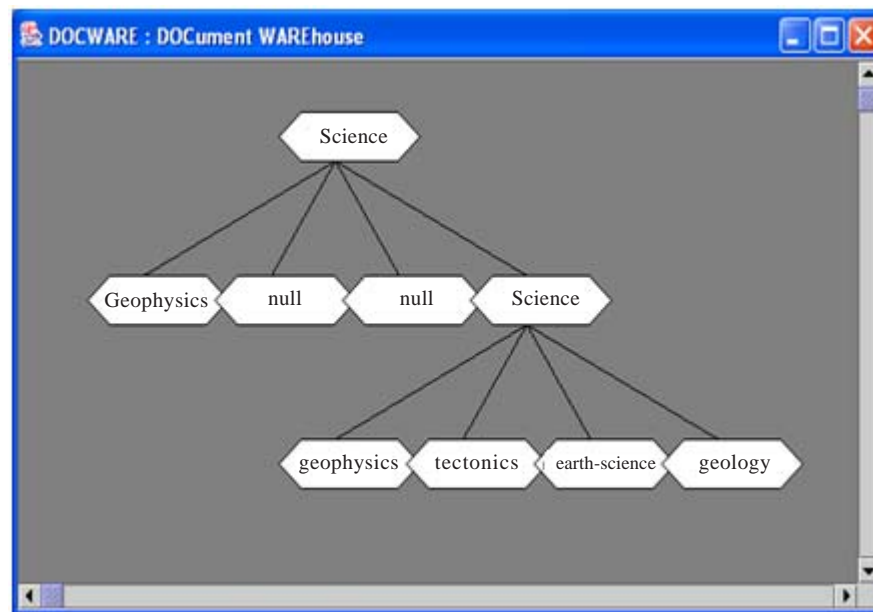 DOCWARE : DOCument WAREhouse
Science
Geophysics null null Science
geophysics tectonics earth-science geology